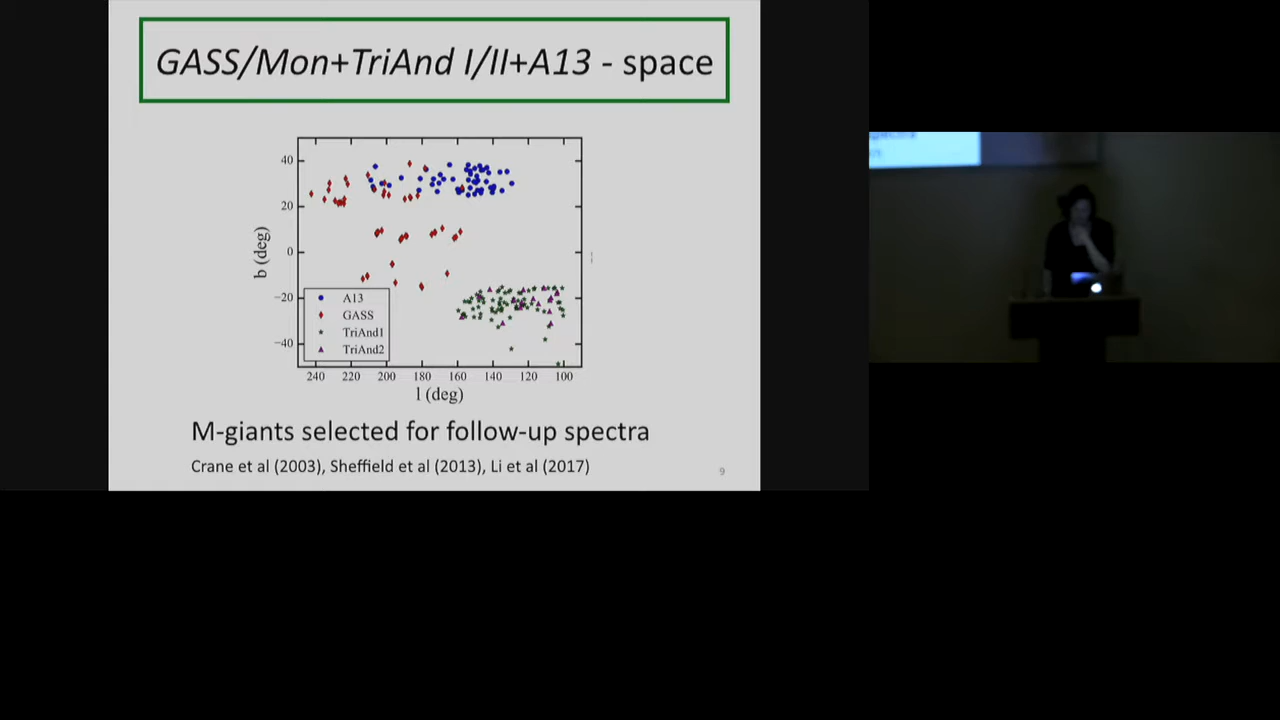 GASS/Mon+TriAnd I/II+A13 - space
40
20
0
−20
−40
b (deg)
A13
GASS
TriAnd1
TriAnd2
240 220 200 180 160 140 120 100
l (deg)
M-giants selected for follow-up spectra
Crane et al (2003), Sheffield et al (2013), Li et al (2017)
9